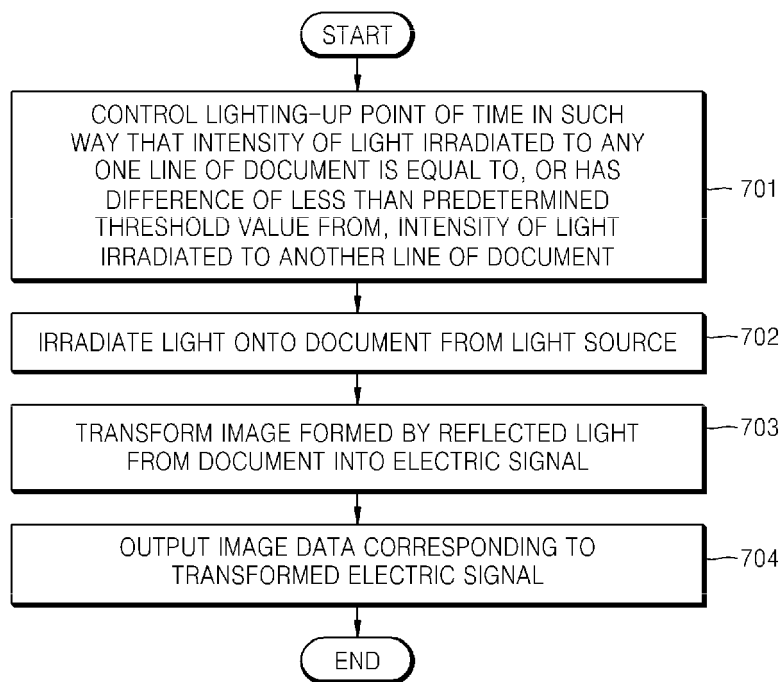 START
CONTROL LIGHTING-UP POINT OF TIME IN SUCH
WAY THAT INTENSITY OF LIGHT IRRADIATED TO ANY
ONE LINE OF DOCUMENT IS EQUAL TO, OR HAS
DIFFERENCE OF LESS THAN PREDETERMINED
THRESHOLD VALUE FROM, INTENSITY OF LIGHT
IRRADIATED TO ANOTHER LINE OF DOCUMENT
701
IRRADIATE LIGHT ONTO DOCUMENT FROM LIGHT SOURCE
702
TRANSFORM IMAGE FORMED BY REFLECTED LIGHT
FROM DOCUMENT INTO ELECTRIC SIGNAL
703
OUTPUT IMAGE DATA CORRESPONDING TO
TRANSFORMED ELECTRIC SIGNAL
704
END